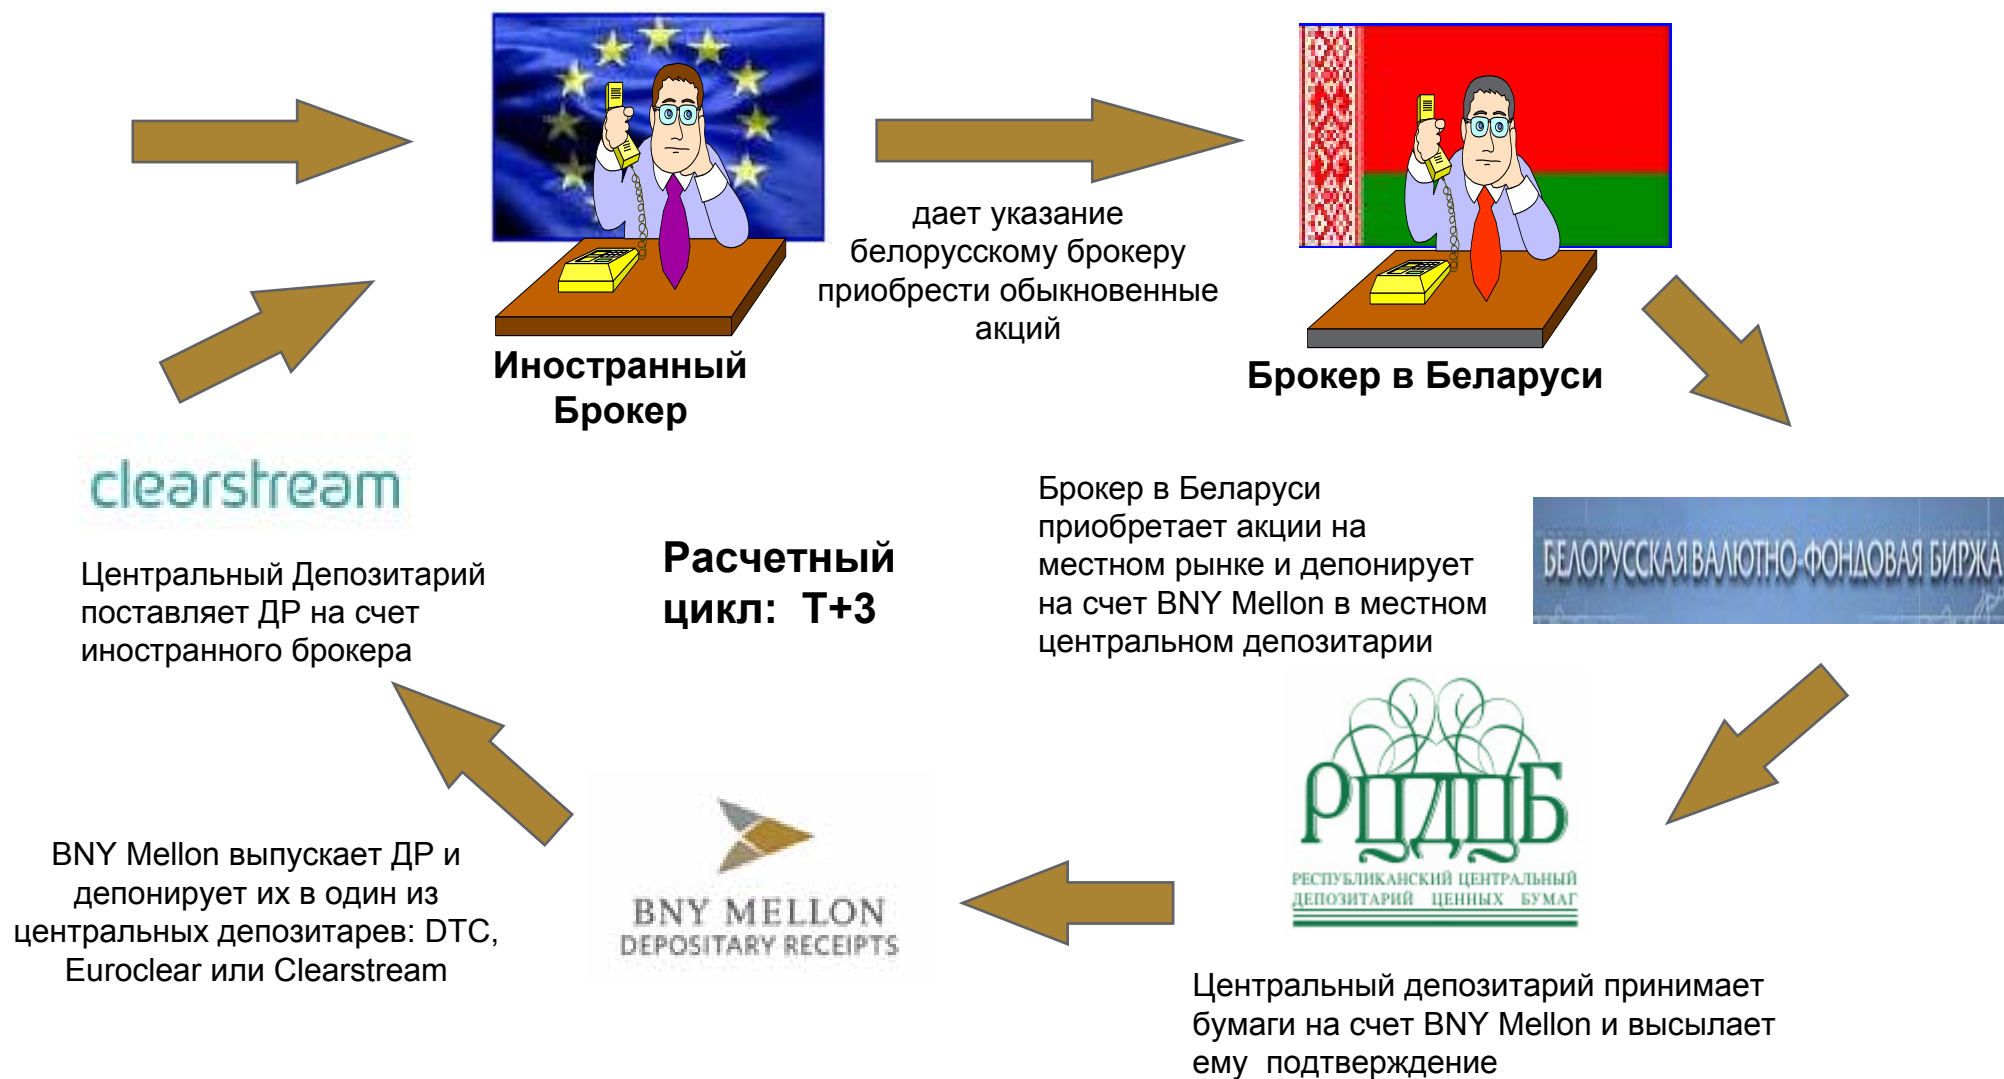 дает указание
белорусскому брокеру
приобрести обыкновенные
акций
Иностранный
Брокер
Брокер в Беларуси
clearstream
Центральный Депозитарий
поставляет ДР на счет
иностранного брокера
Расчетный
цикл: Т+3
Брокер в Беларуси
приобретает акции на
местном рынке и депонирует
на счет BNY Mellon в местном
центральном депозитарии
БЕЛОРУССКАЯ ВАЛЮТНО-ФОНДОВАЯ БИРЖА
РЦДЦБ
РЕСПУБЛИКАНСКИЙ ЦЕНТРАЛЬНЫЙ
ДЕПОЗИТАРИЙ ЦЕННЫХ БУМАГ
BNY MELLON
DEPOSITARY RECEIPTS
BNY Mellon выпускает ДР и
депонирует их в один из
центральных депозитарев: DTC,
Euroclear или Clearstream
Центральный депозитарий принимает
бумаги на счет BNY Mellon и высылает
ему подтверждение